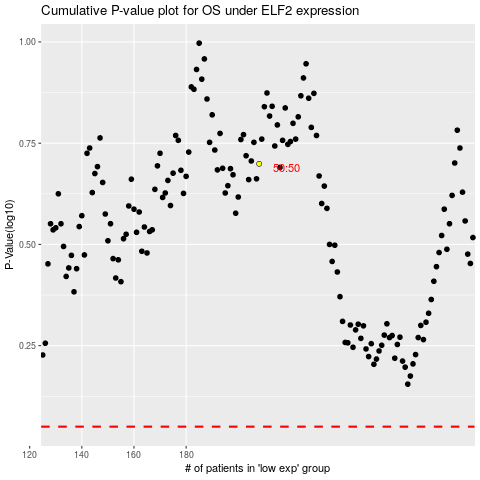 Cumulative P-value plot for OS under ELF2 expression
P-Value(log10)
1.00
0.75
0.50
0.25
50:50
120 140 160 180
# of patients in 'low exp' group